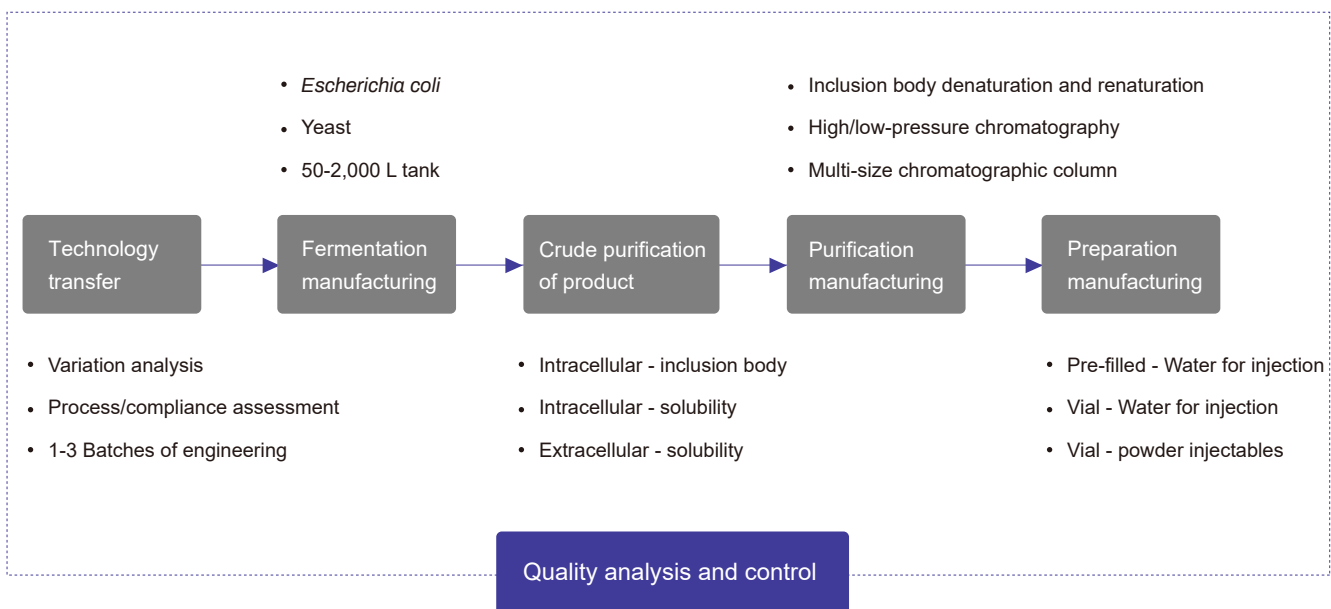 • Escherichia coli
• Yeast
• 50-2,000 L tank
• Inclusion body denaturation and renaturation
• High/low-pressure chromatography
• Multi-size chromatographic column
Technology
transfer
Fermentation
manufacturing
Crude purification
of product
Purification
manufacturing
Preparation
manufacturing
• Variation analysis
• Process/compliance assessment
• 1-3 Batches of engineering
• Intracellular - inclusion body
• Intracellular - solubility
• Extracellular - solubility
• Pre-filled - Water for injection
• Vial - Water for injection
• Vial - powder injectables
Quality analysis and control